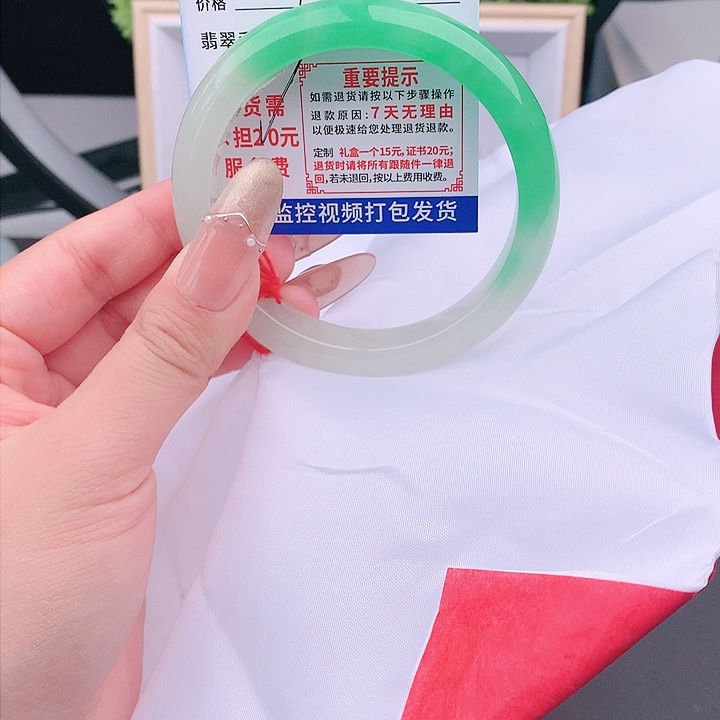 价格
翡翠手
货需
担20元
服务费
重要提示
如需退货请按以下步骤操作
退款原因:7天无理由
以便极速给您处理退货退款。
定制 礼盒一个15元,证书20元;
退货时请将所有跟随件一律退
回,若未退回,按以上费用收费。
监控视频打包发货